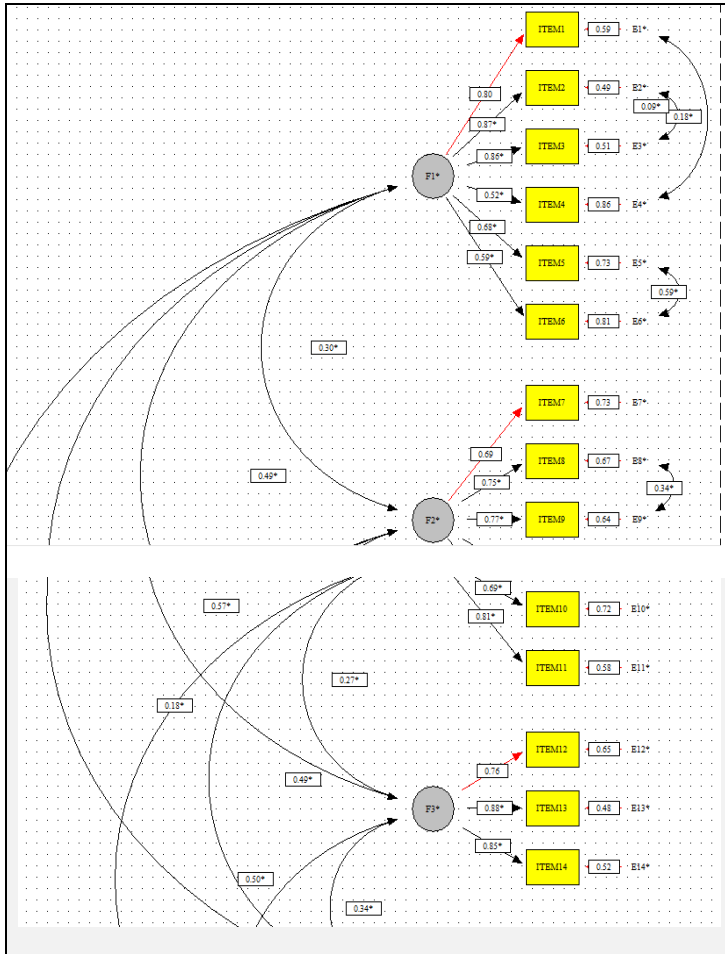 ITEM1 0.59 E1*
0.80
ITEM2 0.49 E2*
0.09* 0.18*
0.87*
ITEM3 0.51 E3*
0.86*
F1*
0.52* ITEM4 0.86 E4*
0.68*
0.59* ITEM5 0.73 E5*
0.59*
ITEM6 0.81 E6*
0.30*
ITEM7 0.73 E7*
0.69
0.49* ITEM8 0.67 E8*
0.75* 0.34*
F2* 0.77* ITEM9 0.64 E9*
0.69*
0.57* ITEM10 0.72 E10*
0.81*
ITEM11 0.58 E11*
0.27*
0.18*
ITEM12 0.65 E12*
0.76
0.49*
F3* 0.88* ITEM13 0.48 E13*
0.85*
ITEM14 0.52 E14*
0.50*
0.34*